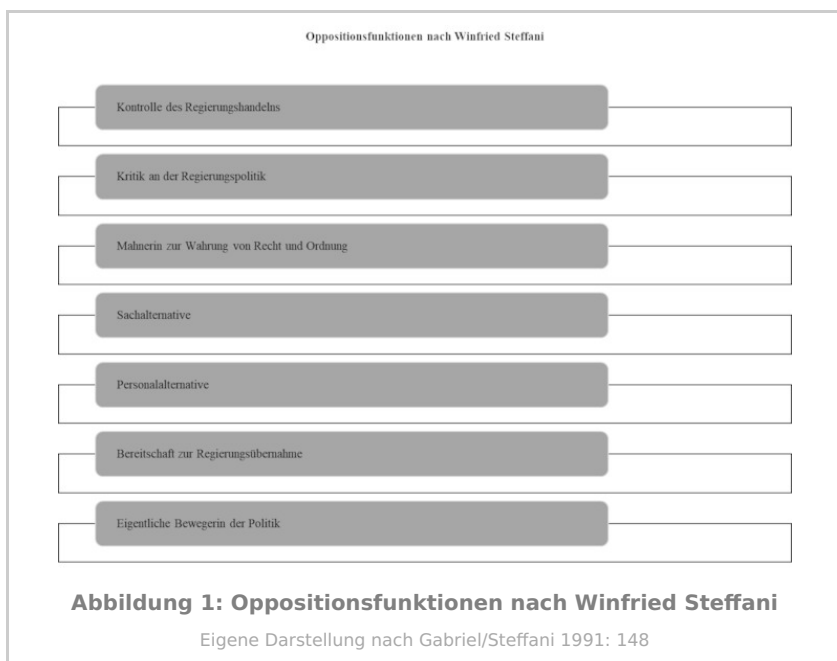 Oppositionsfunktionen nach Winfried Steffani
Kontrolle des Regierungshandelns
Kritik an der Regierungspolitik
Mahnerin zur Wahrung von Recht und Ordnung
Sachalternative
Personalalternative
Bereitschaft zur Regierungsübernahme
Eigentliche Bewegerin der Politik
Abbildung 1: Oppositionsfunktionen nach Winfried Steffani
Eigene Darstellung nach Gabriel/Steffani 1991: 148